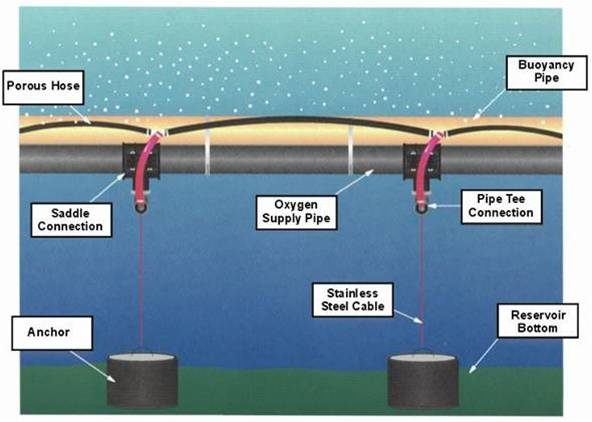 Porous Hose
Buoyancy
Pipe
Saddle
Connection
Oxygen
Supply Pipe
Pipe Tee
Connection
Stainless
Steel Cable
Anchor
Reservoir
Bottom